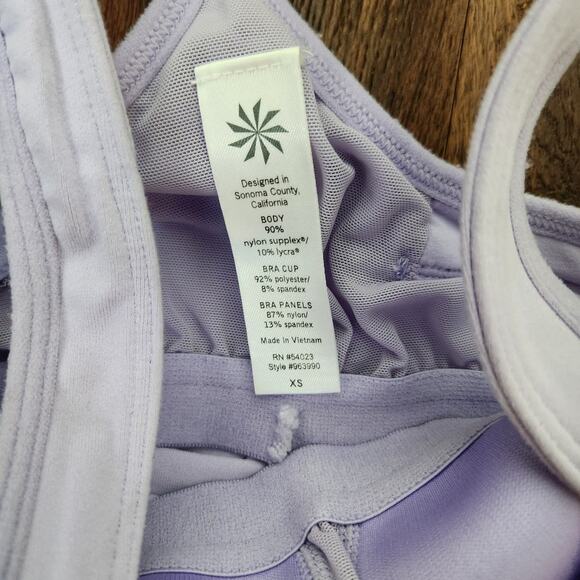 Designed in
Sonoma County,
California
BODY
90%
nylon supplex®/
10% lycra®
BRA CUP
92% polyester/
8% spandex
BRA PANELS
87% nylon/
13% spandex
Made in Vietnam
RN #54023
Style #963990
XS